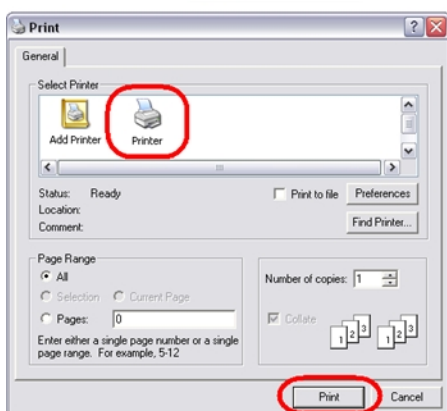 Print
General
Select Printer
Add Printer
Printer
Status: Ready
Location:
Comment:
Print to file
Preferences
Find Printer...
Page Range
All
Selection
Current Page
Pages: 0
Enter either a single page number or a single
page range. For example, 5-12
Number of copies: 1
Collate
1 2 3 1 2 3
Print
Cancel